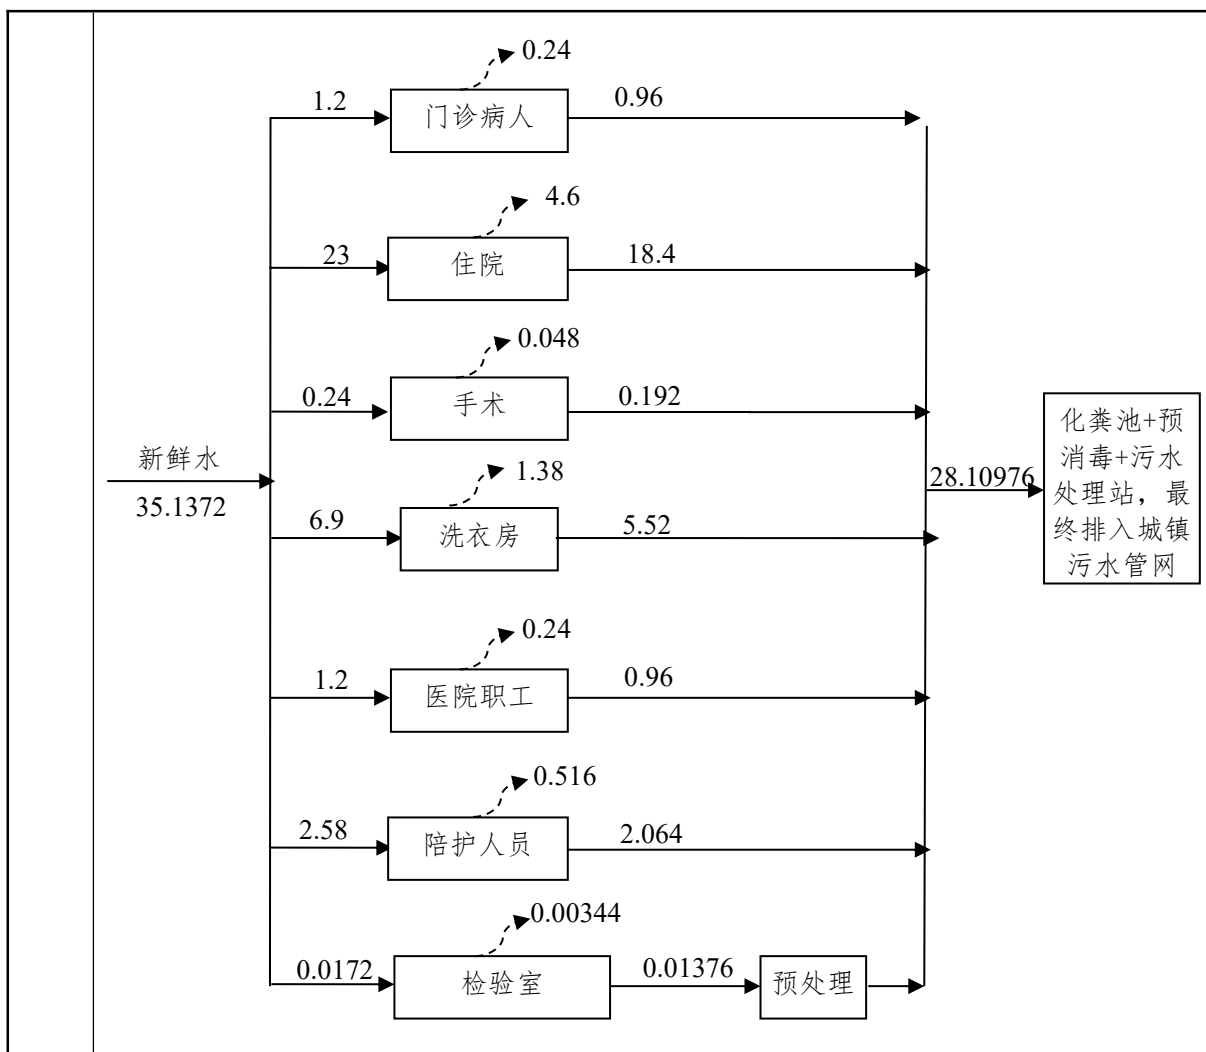 0.24
1.2
门诊病人
0.96
4.6
23
住院
18.4
0.048
0.24
手术
0.192
新鲜水
35.1372
1.38
6.9
洗衣房
5.52
28.10976
化粪池+预
消毒+污水
处理站，最
终排入城镇
污水管网
0.24
1.2
医院职工
0.96
0.516
2.58
陪护人员
2.064
0.00344
0.0172
检验室
0.01376
预处理